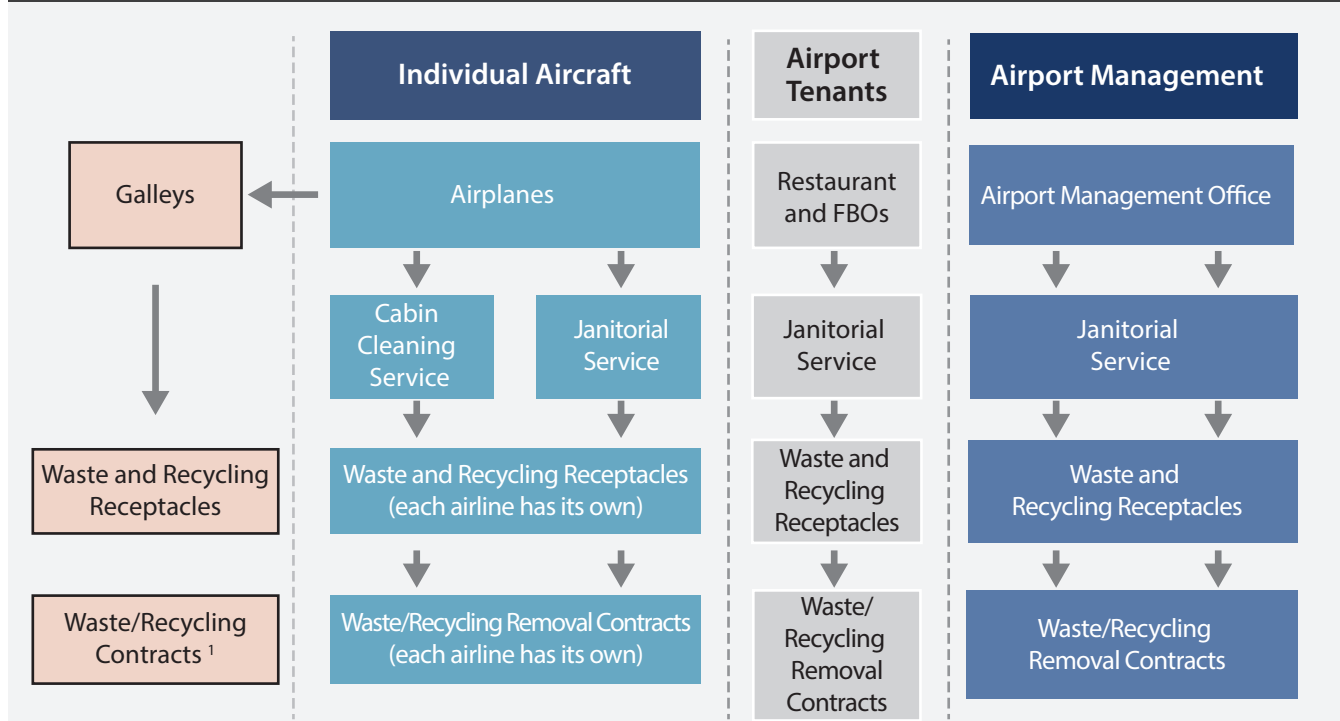 Individual Aircraft
Airport
Tenants
Airport Management
Galleys
Airplanes
Restaurant
and FBOs
Airport Management Office
Cabin
Cleaning
Service
Janitorial
Service
Janitorial
Service
Janitorial
Service
Waste and Recycling
Receptacles
Waste and Recycling Receptacles
(each airline has its own)
Waste and
Recycling
Receptacles
Waste and
Recycling Receptacles
Waste/Recycling
Contracts ¹
Waste/Recycling Removal Contracts
(each airline has its own)
Waste/
Recycling
Removal
Contracts
Waste/Recycling
Removal Contracts